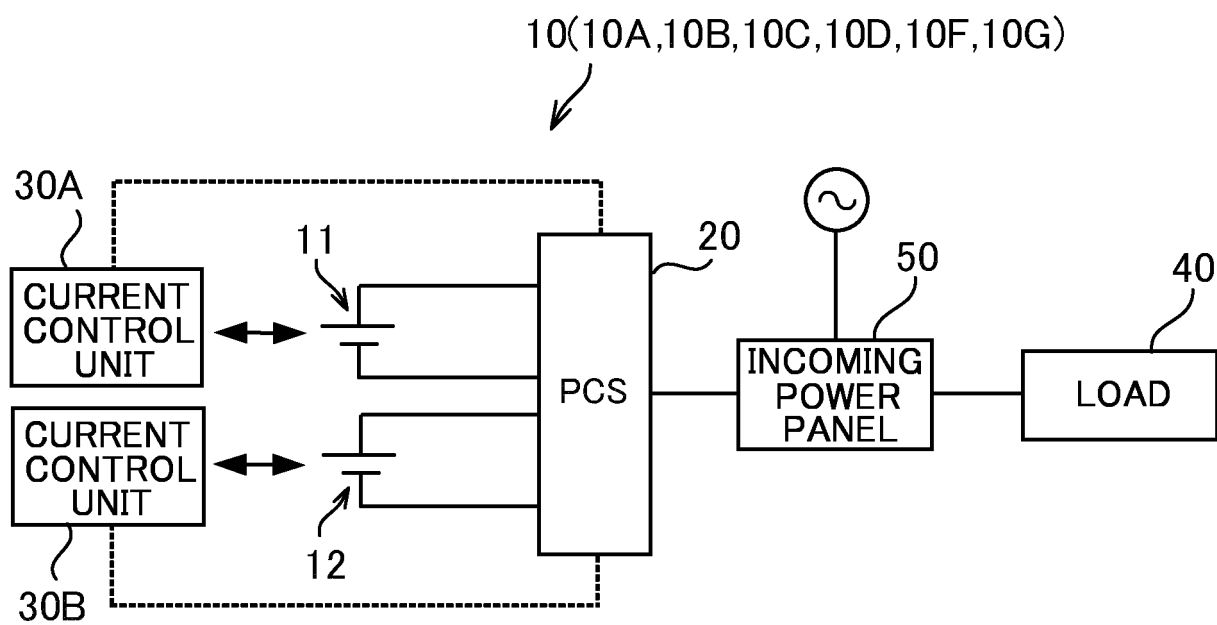 10(10A,10B,10C,10D,10F,10G)
30A
11
20
50
40
CURRENT
CONTROL
UNIT
PCS
INCOMING
POWER
PANEL
LOAD
CURRENT
CONTROL
UNIT
12
30B